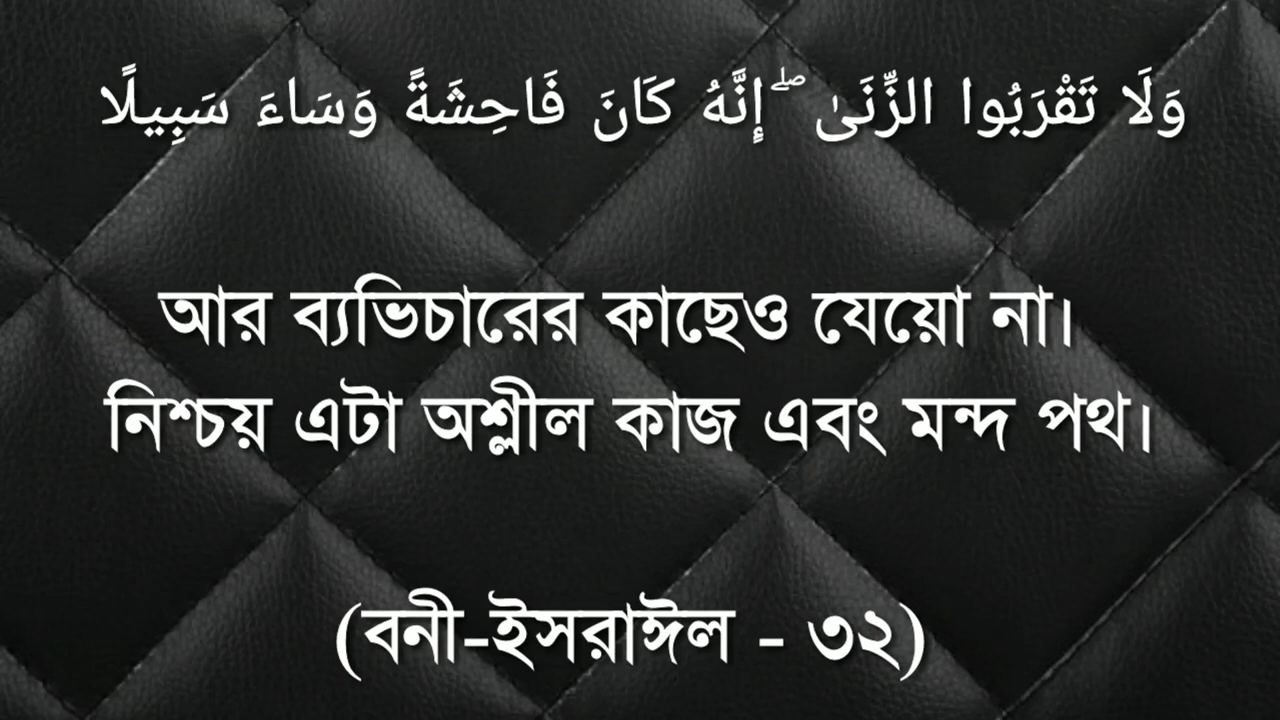 وَلَا تَقْرَبُوا الزِّنَىٰ ۖ إِنَّهُ كَانَ فَاحِشَةً وَسَاءَ سَبِيلًا
আর ব্যভিচারের কাছেও যেয়ো না।
নিশ্চয় এটা অশ্লীল কাজ এবং মন্দ পথ।
(বনী-ইসরাঈল - ৩২)